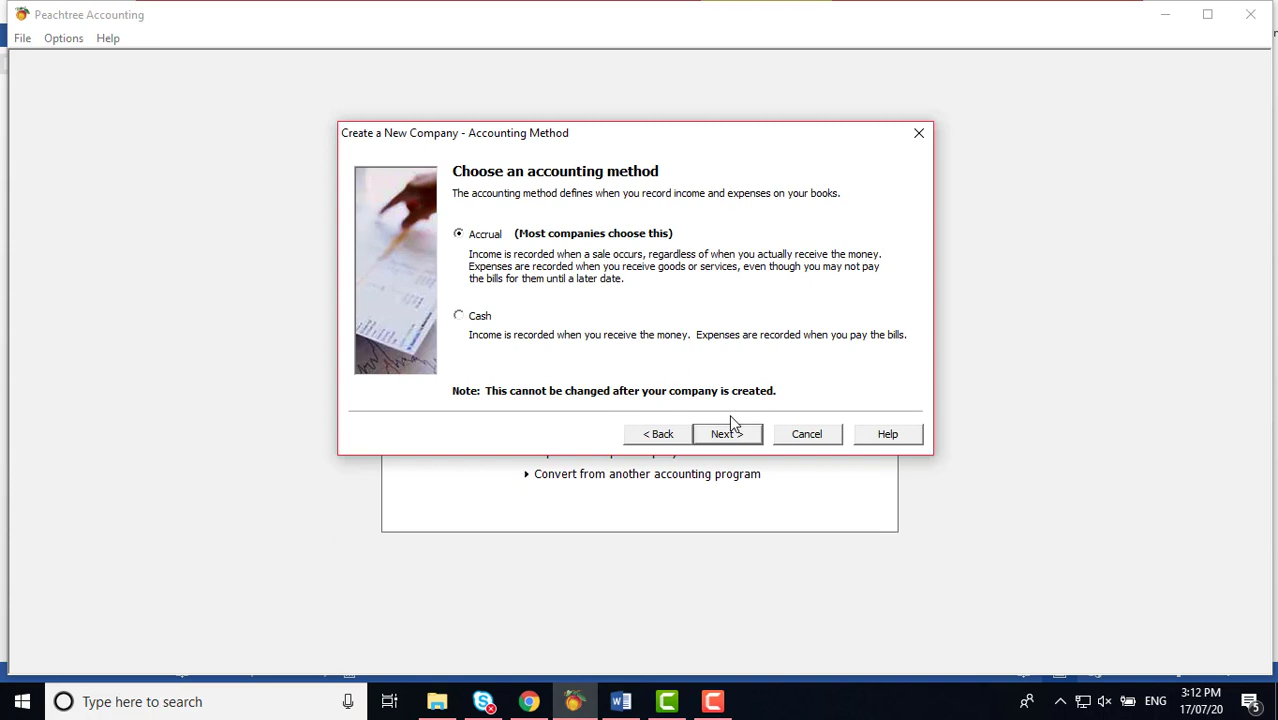 Peachtree Accounting
File Options Help
Create a New Company - Accounting Method
Choose an accounting method
The accounting method defines when you record income and expenses on your books.
Accrual (Most companies choose this)
Income is recorded when a sale occurs, regardless of when you actually receive the money.
Expenses are recorded when you receive goods or services, even though you may not pay
the bills for them until a later date.
Cash
Income is recorded when you receive the money. Expenses are recorded when you pay the bills.
Note: This cannot be changed after your company is created.
< Back Next > Cancel Help
Convert from another accounting program
Type here to search
ENG
3:12 PM
17/07/20
5